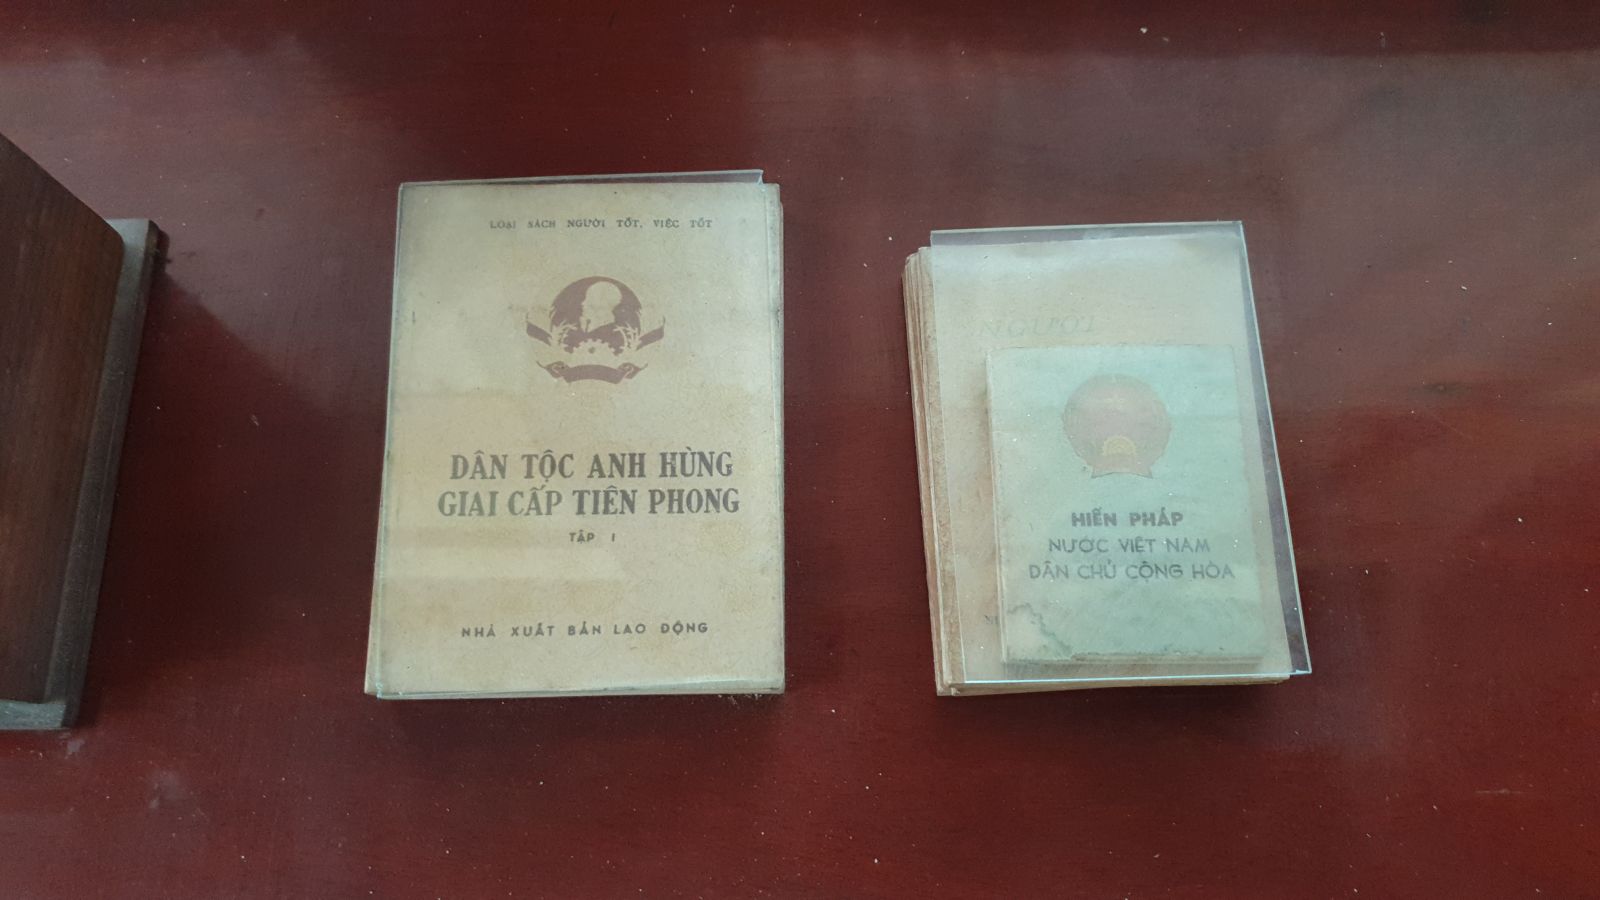 LOẠI SÁCH NGƯỜI TỐT, VIỆC TỐT
DÂN TỘC ANH HÙNG
GIAI CẤP TIÊN PHONG
TẬP I
NHÀ XUẤT BẢN LAO ĐỘNG
NGƯỜI
HIẾN PHÁP
NƯỚC VIỆT NAM
DÂN CHỦ CỘNG HÒA